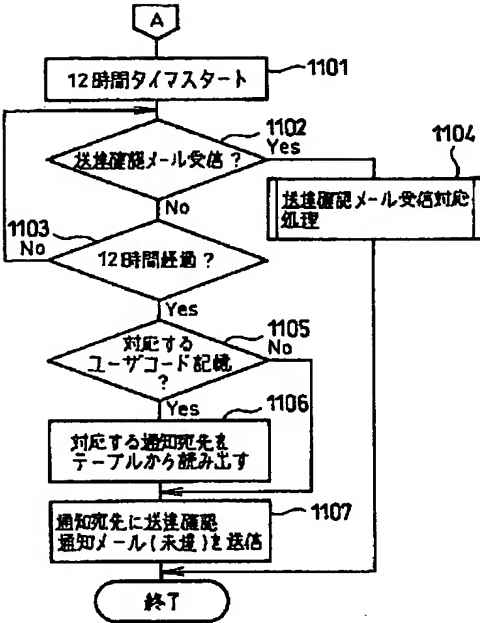 A
12時間タイマスタート
1101
送達確認メール受信?
1102
Yes
1104
送達確認メール受信対応
処理
No
1103
No
12時間経過?
Yes
対応する
ユーザコード記憶
?
1105
No
Yes
1106
対応する通知宛先を
テーブルから読み出す
通知宛先に送達確認
通知メール(未達)を送信
1107
終了